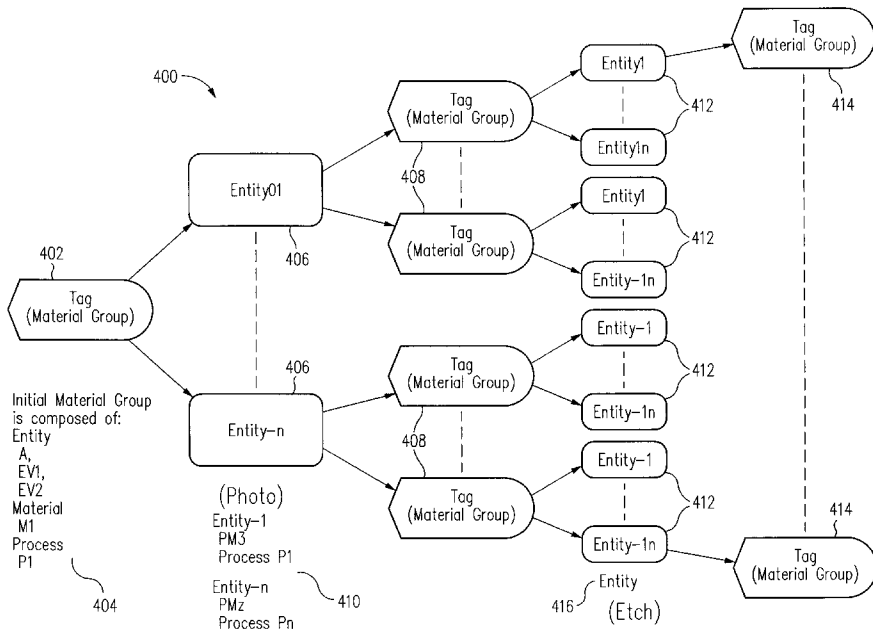 Tag
(Material Group)
414
400
Tag
(Material Group)
Entity1
412
Entity1n
Entity01
406
408
Tag
(Material Group)
Entity1
412
Entity-1n
402
Tag
(Material Group)
406
Entity-n
Tag
(Material Group)
408
Entity-1
412
Entity-1n
Tag
(Material Group)
Entity-1
412
Entity-1n
414
Tag
(Material Group)
Initial Material Group
is composed of:
Entity
A,
EV1,
EV2
Material
M1
Process
P1
404
(Photo)
Entity-1
PM3
Process P1
Entity-n
PMz
Process Pn
410
Entity
416
(Etch)